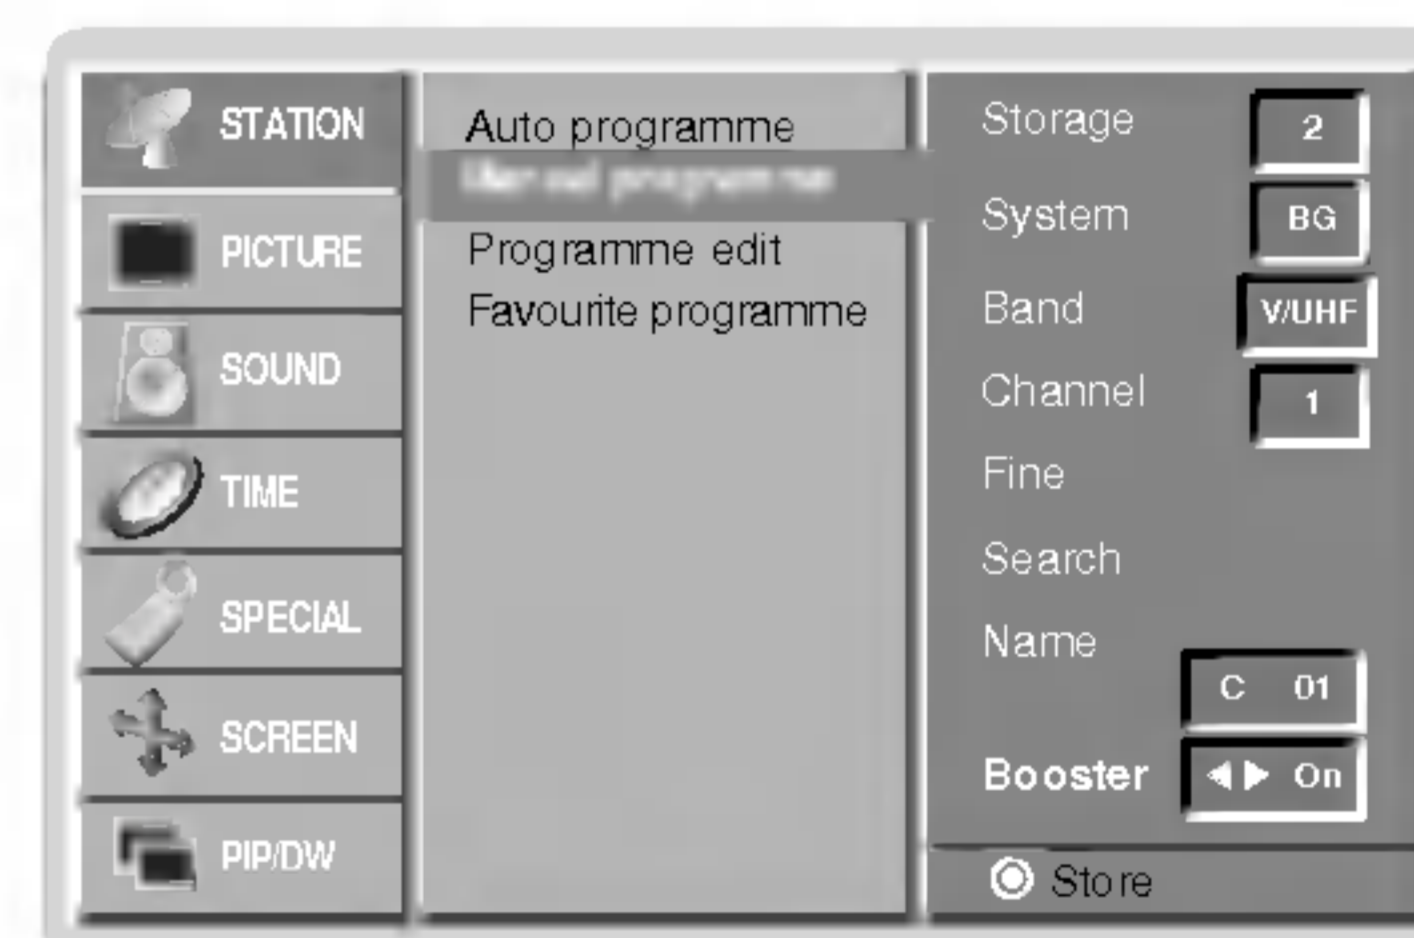 STATION
PICTURE
SOUND
TIME
SPECIAL
SCREEN
PIP/DW
Auto programme
programme
Programme edit
Favourite programme
Storage 2
System BG
Band V/UHF
Channel 1
Fine
Search
Name
C 01
Booster ◀▶ On
Store